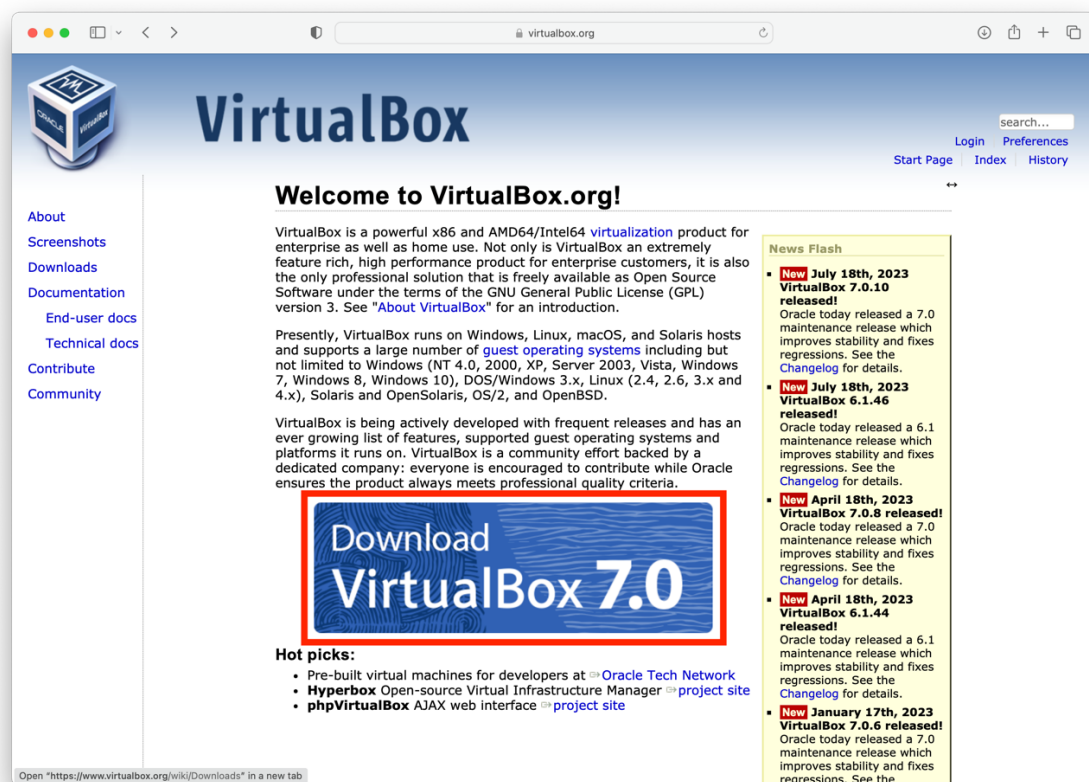 virtualbox.org
ORACLE
VirtualBox
VirtualBox
search...
Login Preferences
Start Page Index History
About
Screenshots
Downloads
Documentation
End-user docs
Technical docs
Contribute
Community
Welcome to VirtualBox.org!
VirtualBox is a powerful x86 and AMD64/Intel64 virtualization product for
enterprise as well as home use. Not only is VirtualBox an extremely
feature rich, high performance product for enterprise customers, it is also
the only professional solution that is freely available as Open Source
Software under the terms of the GNU General Public License (GPL)
version 3. See "About VirtualBox" for an introduction.
Presently, VirtualBox runs on Windows, Linux, macOS, and Solaris hosts
and supports a large number of guest operating systems including but
not limited to Windows (NT 4.0, 2000, XP, Server 2003, Vista, Windows
7, Windows 8, Windows 10), DOS/Windows 3.x, Linux (2.4, 2.6, 3.x and
4.x), Solaris and OpenSolaris, OS/2, and OpenBSD.
VirtualBox is being actively developed with frequent releases and has an
ever growing list of features, supported guest operating systems and
platforms it runs on. VirtualBox is a community effort backed by a
dedicated company: everyone is encouraged to contribute while Oracle
ensures the product always meets professional quality criteria.
Download
VirtualBox 7.0
Hot picks:
Pre-built virtual machines for developers at Oracle Tech Network
Hyperbox Open-source Virtual Infrastructure Manager project site
phpVirtualBox AJAX web interface project site
News Flash
New July 18th, 2023
VirtualBox 7.0.10
released!
Oracle today released a 7.0
maintenance release which
improves stability and fixes
regressions. See the
Changelog for details.
New July 18th, 2023
VirtualBox 6.1.46
released!
Oracle today released a 6.1
maintenance release which
improves stability and fixes
regressions. See the
Changelog for details.
New April 18th, 2023
VirtualBox 7.0.8 released!
Oracle today released a 7.0
maintenance release which
improves stability and fixes
regressions. See the
Changelog for details.
New April 18th, 2023
VirtualBox 6.1.44
released!
Oracle today released a 6.1
maintenance release which
improves stability and fixes
regressions. See the
Changelog for details.
New January 17th, 2023
VirtualBox 7.0.6 released!
Oracle today released a 7.0
maintenance release which
improves stability and fixes
regressions. See the
Open "https://www.virtualbox.org/wiki/Downloads" in a new tab